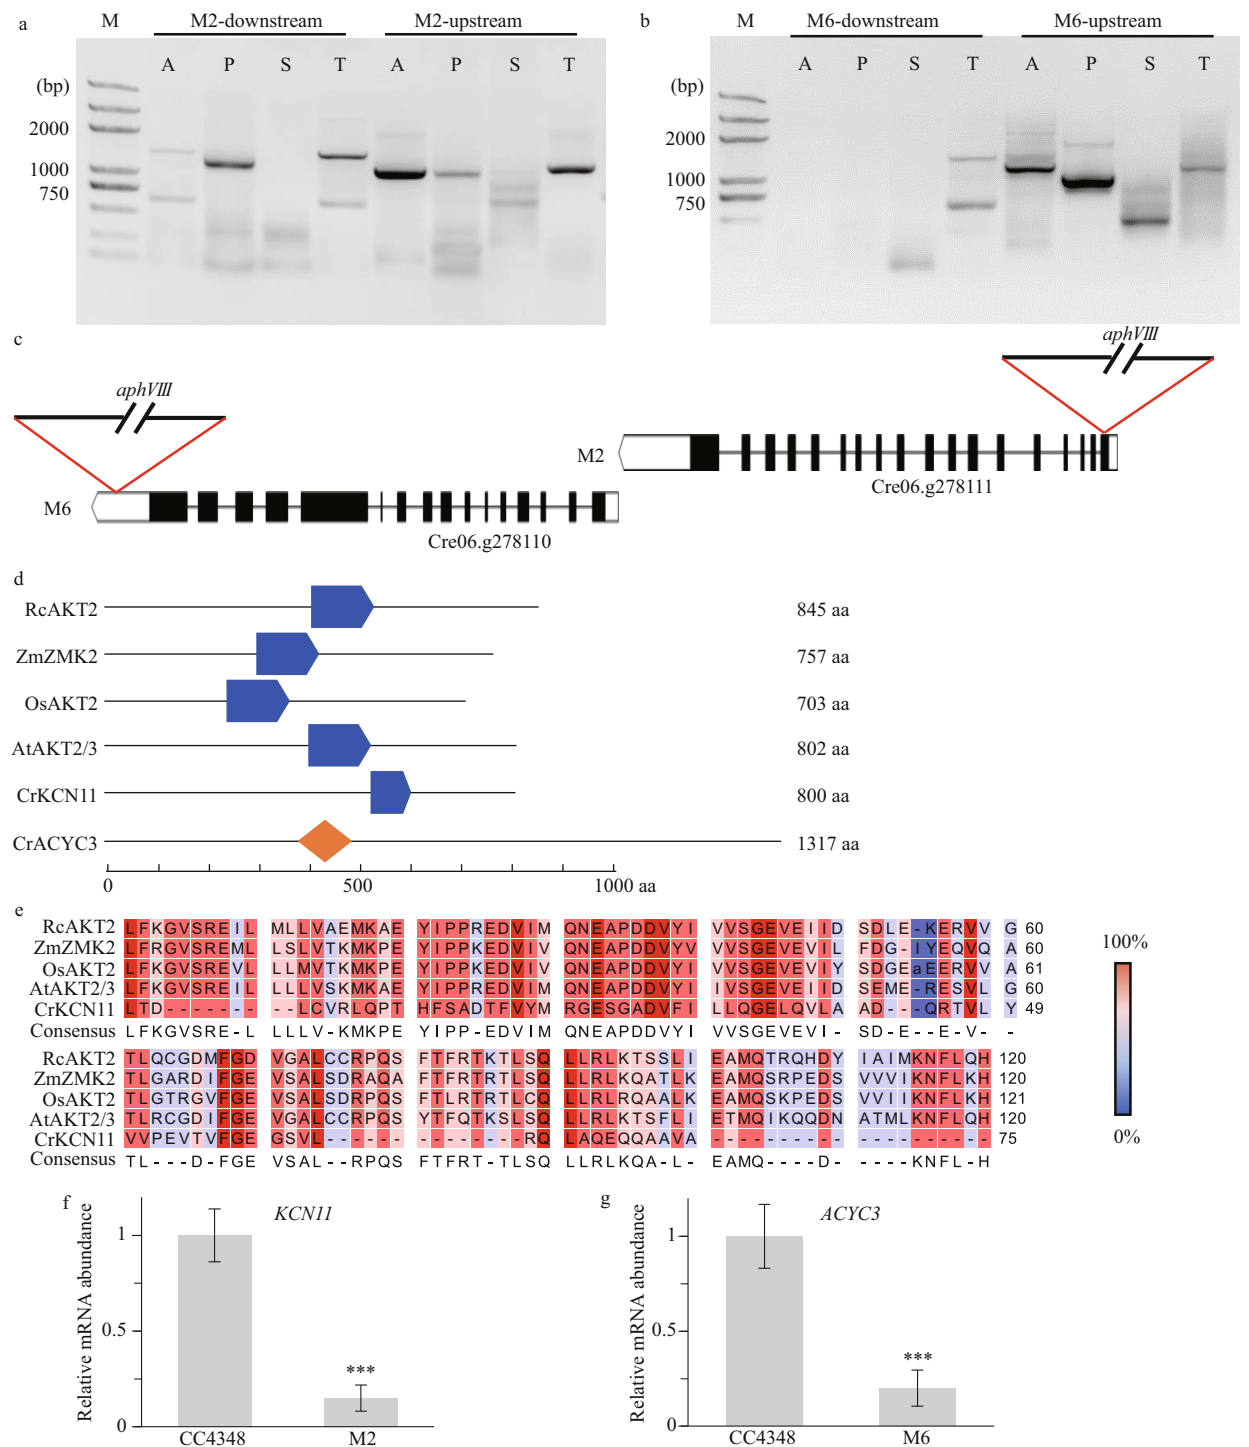 a
M M2-downstream M2-upstream
A P S T A P S T
(bp)
2000
1000
750
b
M M6-downstream M6-upstream
A P S T A P S T
(bp)
2000
1000
750
c
aphVIII
aphVIII
M2
Cre06.g278111
M6
Cre06.g278110
d
RcAKT2 845 aa
ZmZMK2 757 aa
OsAKT2 703 aa
AtAKT2/3 802 aa
CrKCN11 800 aa
CrACYC3 1317 aa
0 500 1000 aa
e
RcAKT2 LFKGVSREIL MLLVAEMKAE YIPPREDVIM QNEAPDDVYI VVSGEVEIID SDLE-KERVV G 60
ZmZMK2 LFRGVSREML LSLVTKMKPE YIPPKEDVIV QNEAPDDVYI VVSGEVEVIL FDG-IYEQVQ A 60
OsAKT2 LFKGVSREVL LLMVTKMKPE YIPPKEDVIV QNEAPDDVYI VVSGEVEVIY SDGEaEERVV A 61
AtAKT2/3 LFKGVSREIL LLLVSKMKAE YIPPREDVIM QNEAPDDVYI IVSGEVEIID SEME-RESVL G 60
CrKCN11 LTD------- --LCVRLQPT HFSADTFVYM RGESGADVFI LLSGELQVLA AD---QRTVL Y 49
Consensus LFKGVSRE-L LLLV-KMKPE YIPP-EDVIM QNEAPDDVYI VVSGEVEVI- SD-E--E-V- -
RcAKT2 TLQCGDMFGD VGALCCRPQS FTFRTKTLSQ LLRLKTSSLI EAMQTRQHDY IAIMKNFLQH 120
ZmZMK2 TLGARDIFGE VSALSDRAQA FTFRTRTLSQ LLRLKQATLK EAMQSRPEDS VVVIKNFLKH 120
OsAKT2 TLGTRGVFGE VSALSDRPQS FTLRTRTLCQ LLRLRQAALK EAMQSKPEDS VVIIKNFLKH 121
AtAKT2/3 TLRCGDIFGE VGALCCRPQS YTFQTKSLSQ LLRLKTSFLI ETMQIKQQDN ATMLKNFLQH 120
CrKCN11 VVPEVTVFGE GSVL------ -------RQ LAQEQQAAVA ---------- ---------- 75
Consensus TL---D-FGE VSAL--RPQS FTFRT-TLSQ LLRLKQA-L- EAMQ----D- ----KNFL-H
100%
0%
f
KCN11
Relative mRNA abundance
1
0.5
0
CC4348 M2
***
g
ACYC3
Relative mRNA abundance
1
0.5
0
CC4348 M6
***